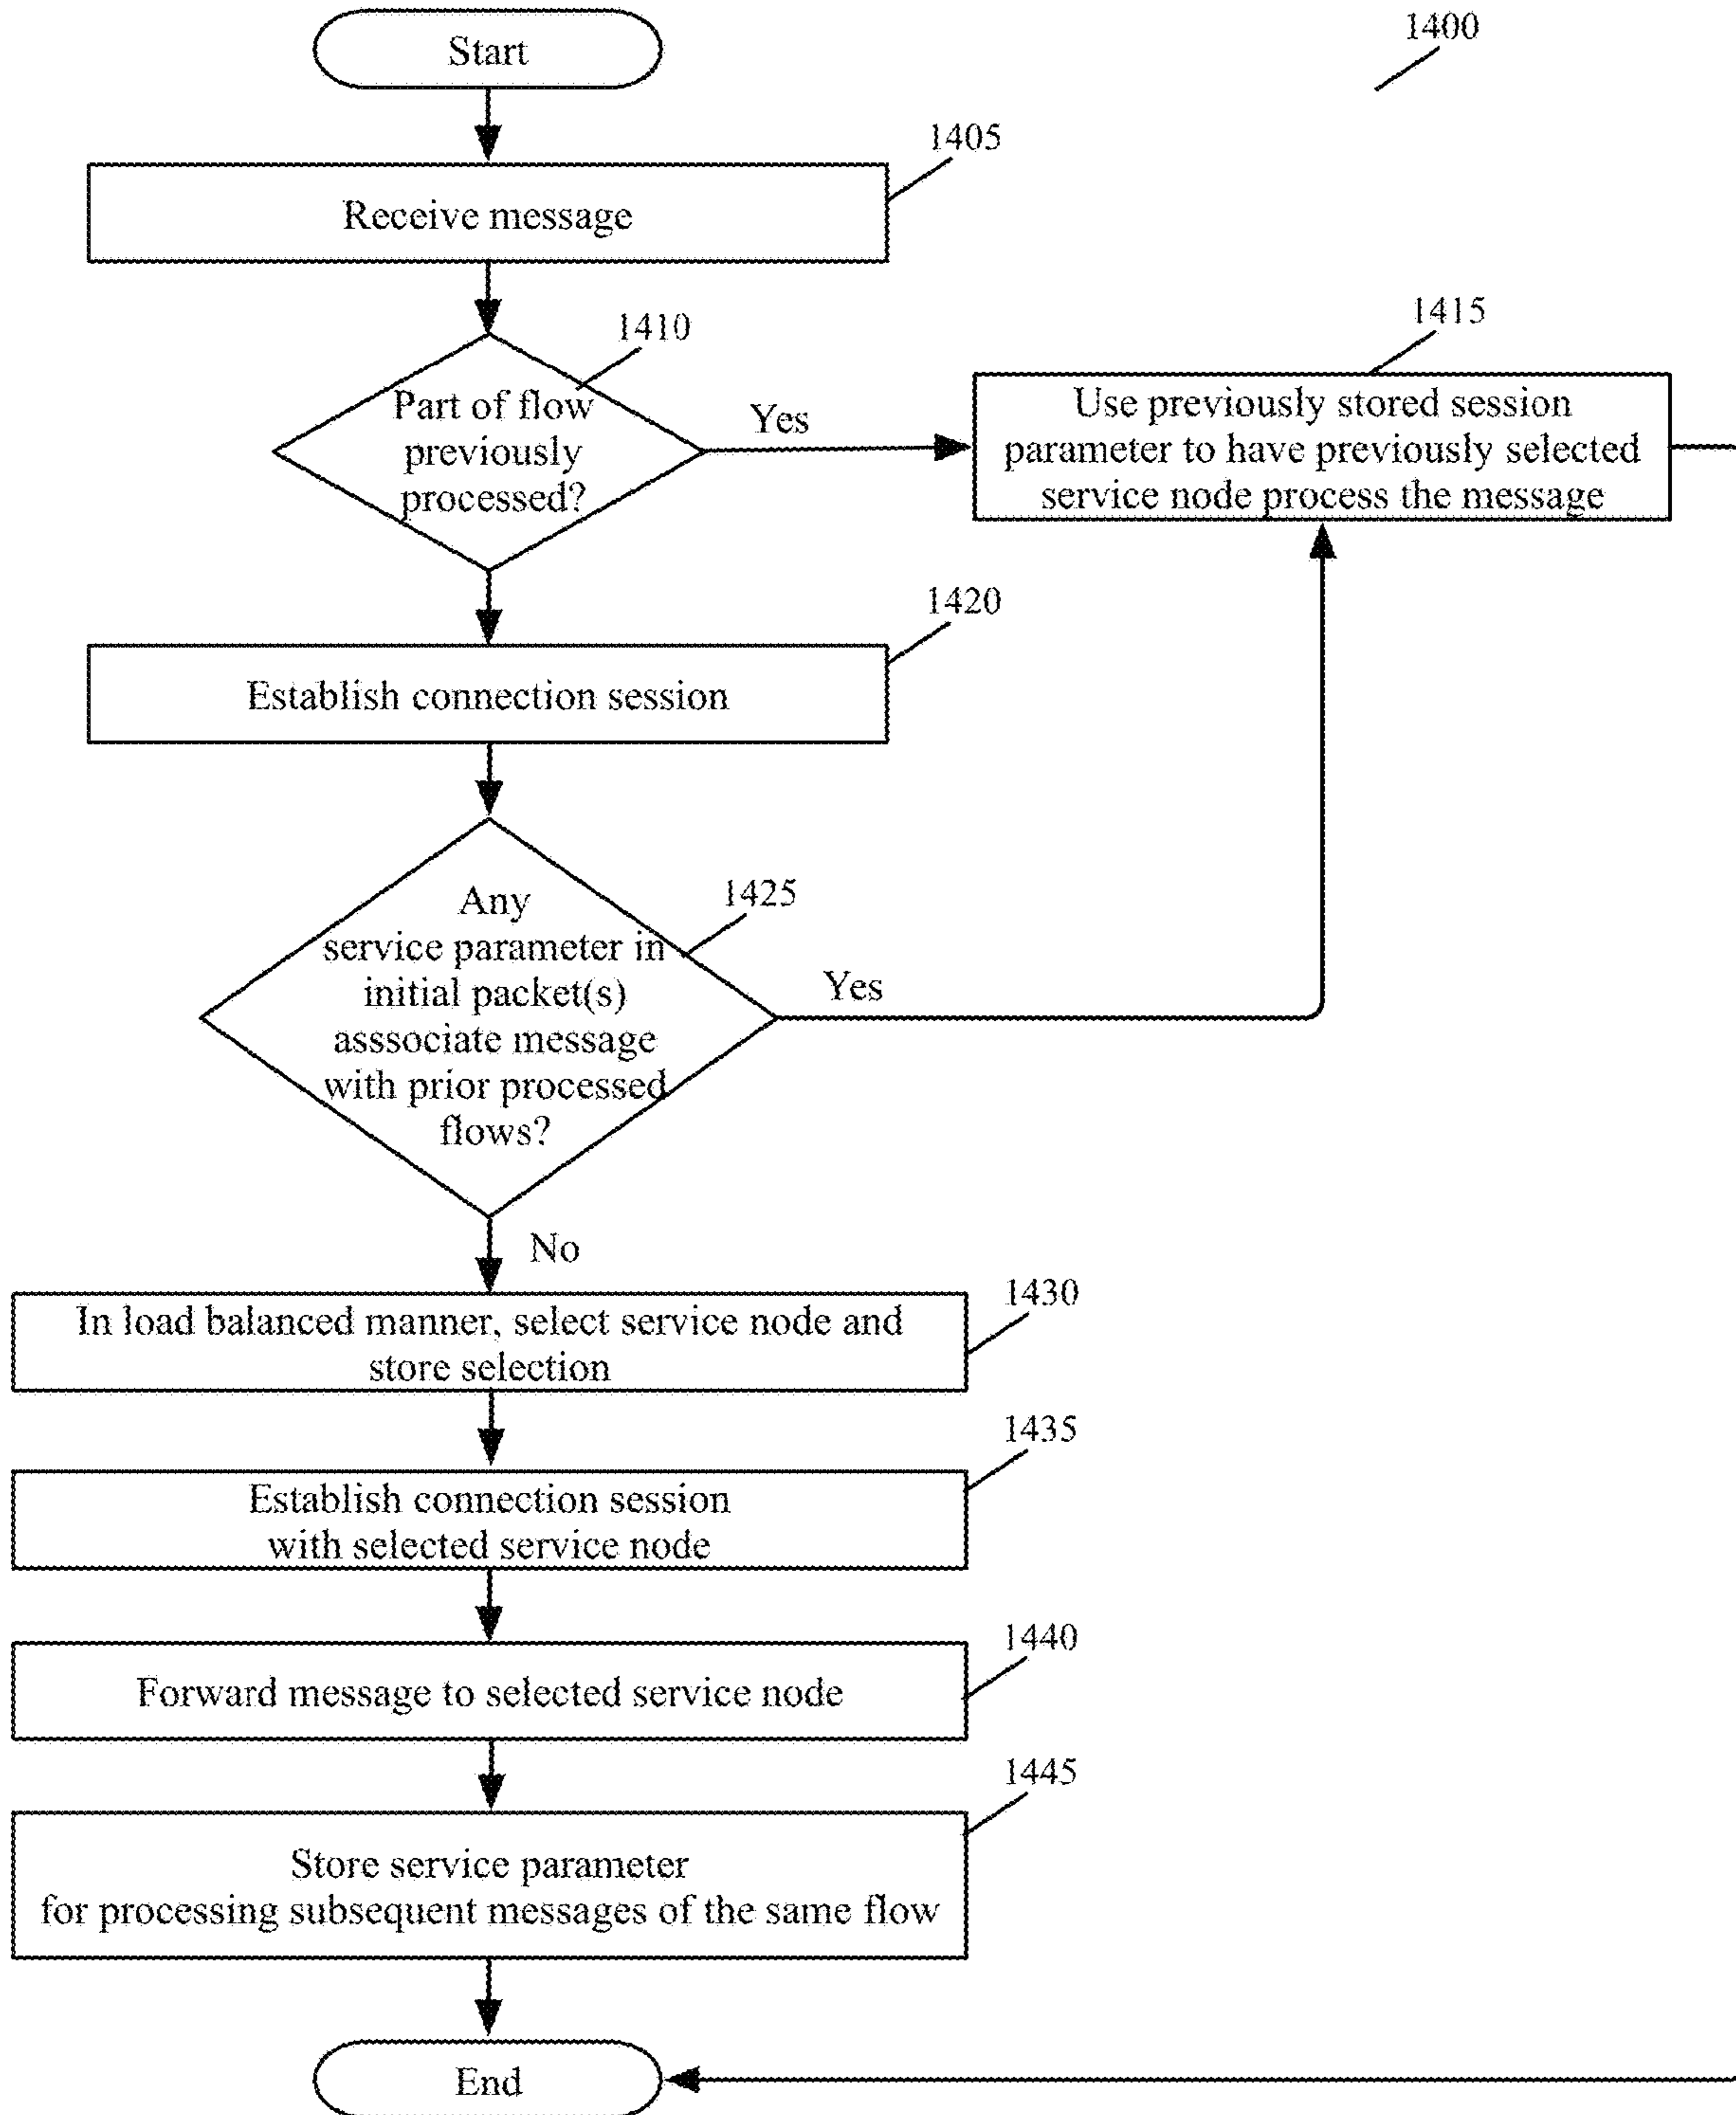 Start
1400
1405
Receive message
1410
Part of flow
previously
processed?
Yes
1415
Use previously stored session
parameter to have previously selected
service node process the message
1420
Establish connection session
1425
Any
service parameter in
initial packet(s)
asssociate message
with prior processed
flows?
Yes
No
1430
In load balanced manner, select service node and
store selection
1435
Establish connection session
with selected service node
1440
Forward message to selected service node
1445
Store service parameter
for processing subsequent messages of the same flow
End